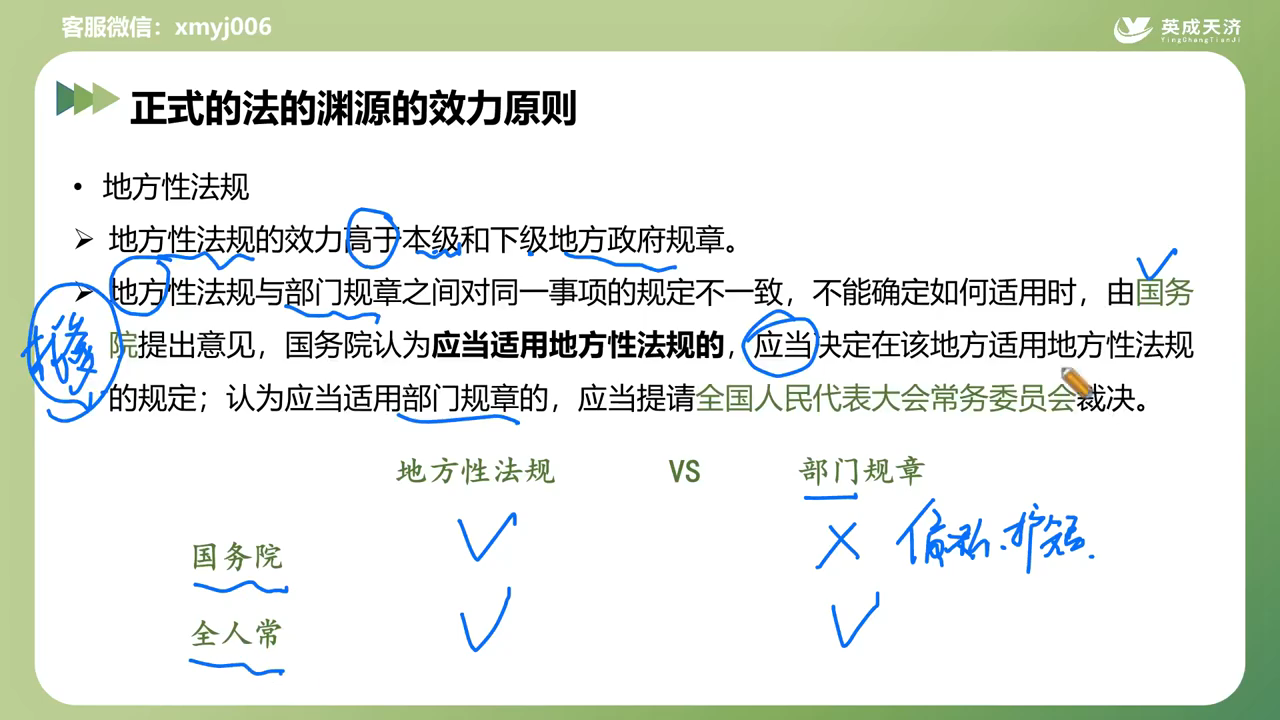 客服微信：xmyj006
英成天济
YingChengTianJi
正式的法的渊源的效力原则
• 地方性法规
➢ 地方性法规的效力高于本级和下级地方政府规章。
➢ 地方性法规与部门规章之间对同一事项的规定不一致，不能确定如何适用时，由国务
院提出意见，国务院认为应当适用地方性法规的，应当决定在该地方适用地方性法规
的规定；认为应当适用部门规章的，应当提请全国人民代表大会常务委员会裁决。
地方性法规 VS 部门规章
国务院 偏私、护短.
全人常